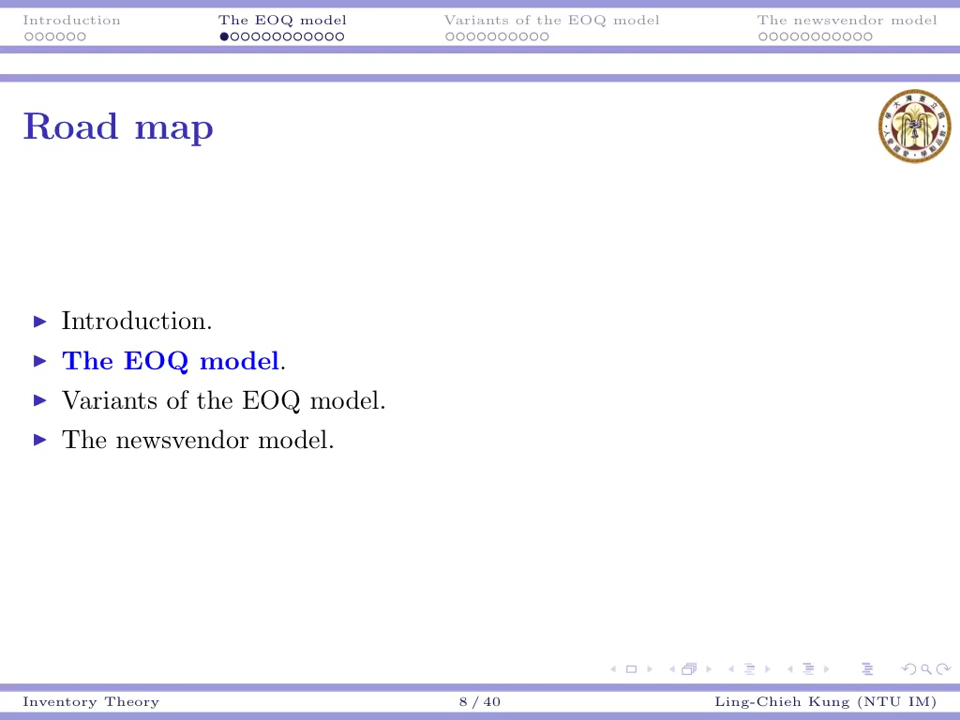 Introduction
The EOQ model
Variants of the EOQ model
The newsvendor model
Road map
Introduction.
The EOQ model.
Variants of the EOQ model.
The newsvendor model.
Inventory Theory
8 / 40
Ling-Chieh Kung (NTU IM)